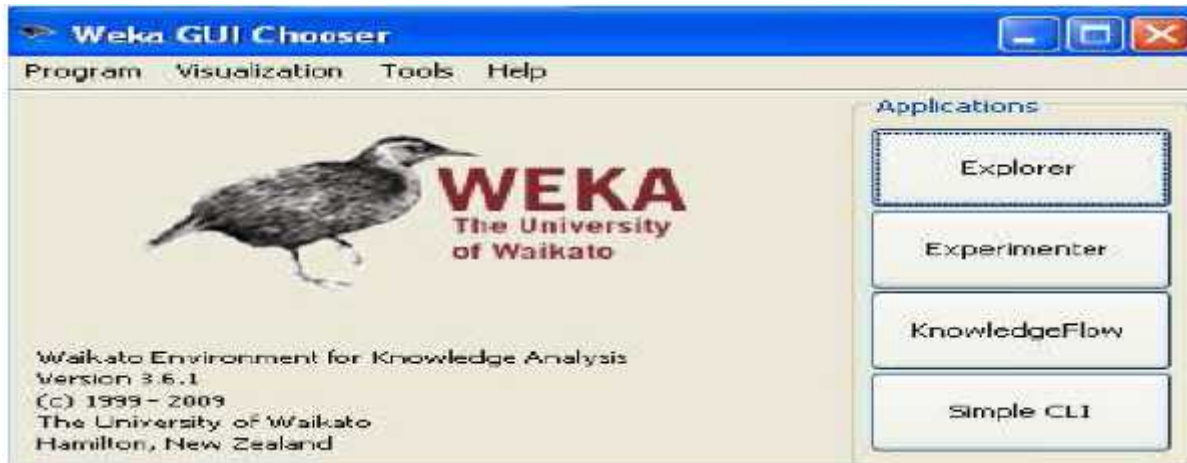 Weka GUI Chooser
Program Visualization Tools Help
WEKA
The University
of Waikato
Waikato Environment for Knowledge Analysis
Version 3.6.1
(c) 1999 - 2009
The University of Waikato
Hamilton, New Zealand
Applications
Explorer
Experimenter
KnowledgeFlow
Simple CLI